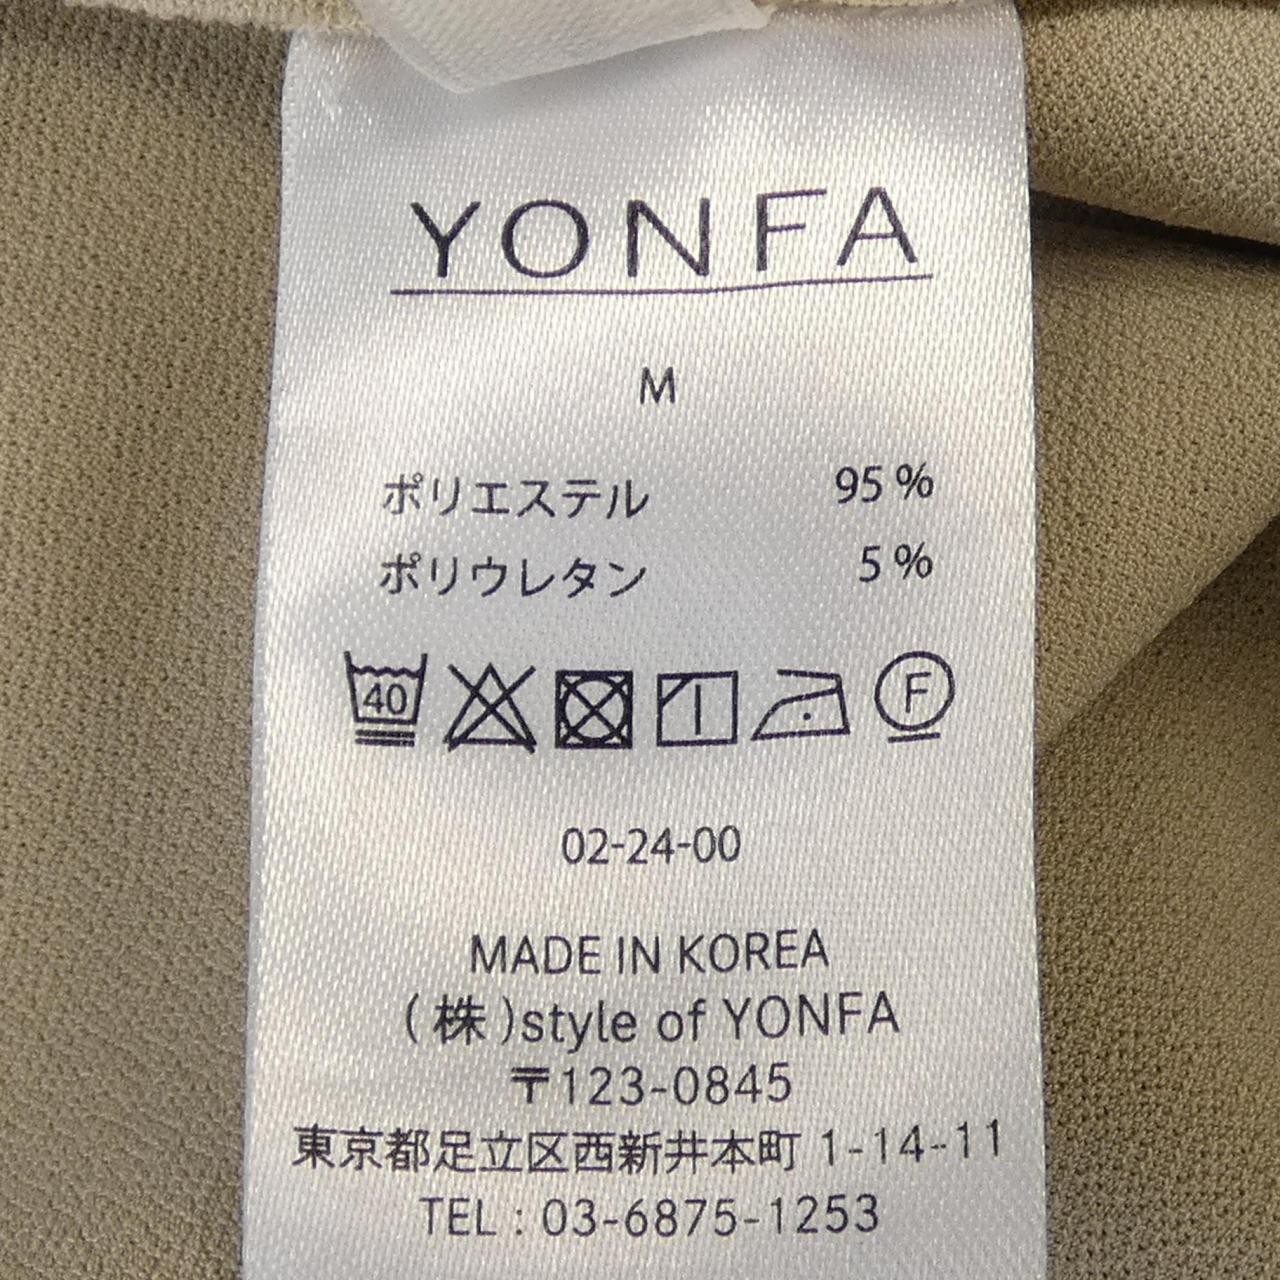 YONFA
M
ポリエステル 95 %
ポリウレタン 5 %
40 F
02-24-00
MADE IN KOREA
(株)style of YONFA
〒123-0845
東京都足立区西新井本町 1-14-11
TEL : 03-6875-1253